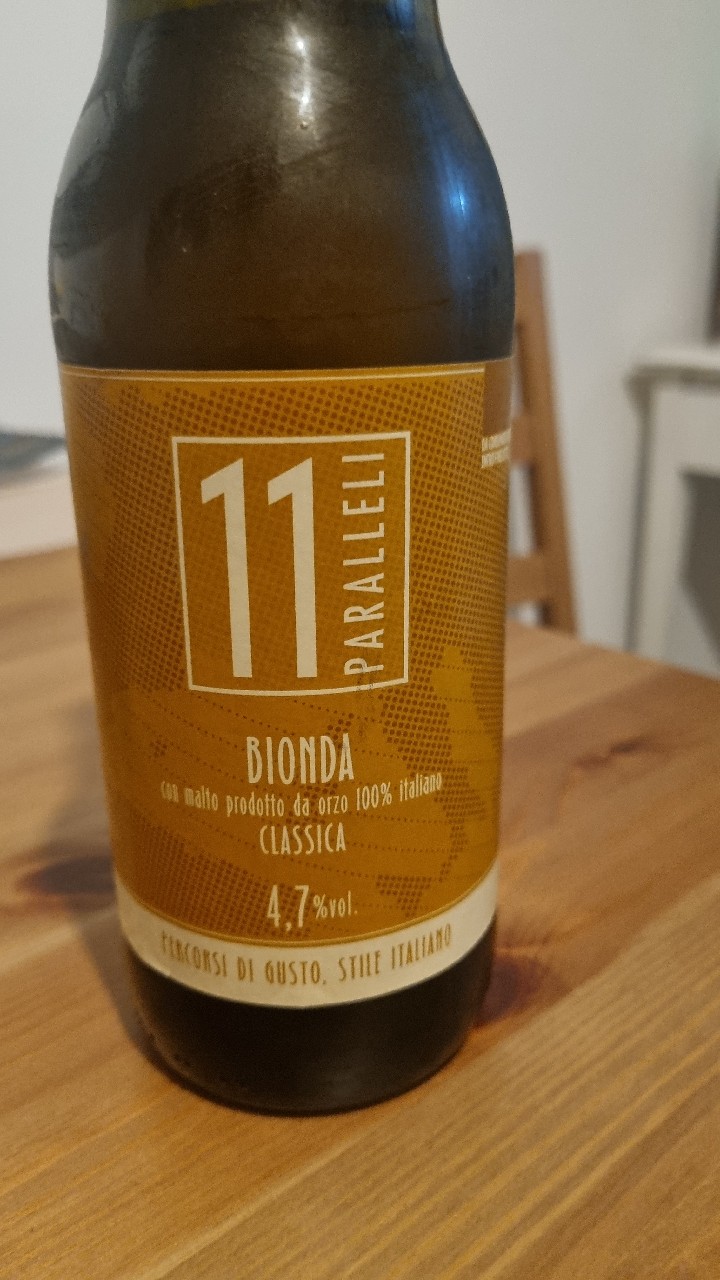 11
PARALLELI
BIONDA
con malto prodotto da orzo 100% italiano
CLASSICA
4,7%vol.
PERCORSI DI GUSTO, STILE ITALIANO